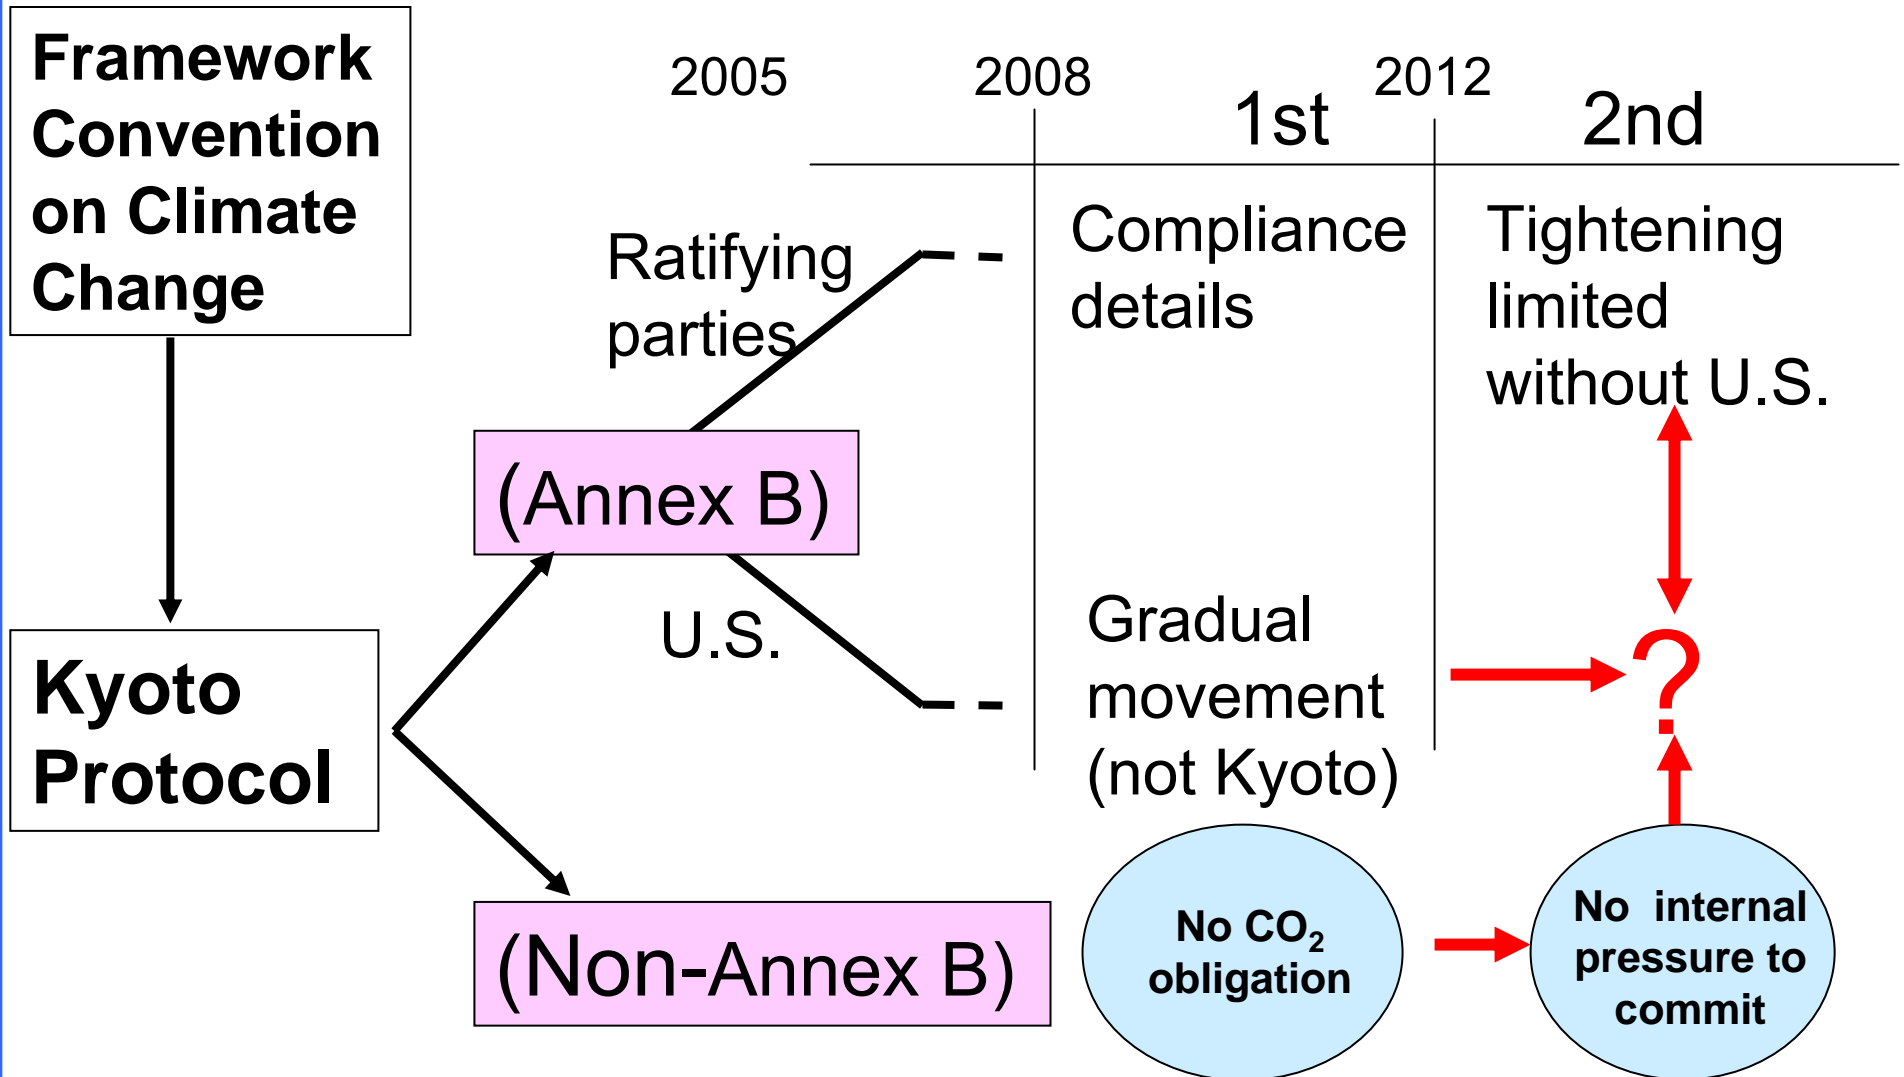 Framework
Convention
on Climate
Change
2005
2008
2012
1st
2nd
Ratifying
parties
Compliance
details
Tightening
limited
without U.S.
(Annex B)
U.S.
Gradual
movement
(not Kyoto)
?
Kyoto
Protocol
(Non-Annex B)
No CO₂
obligation
No internal
pressure to
commit